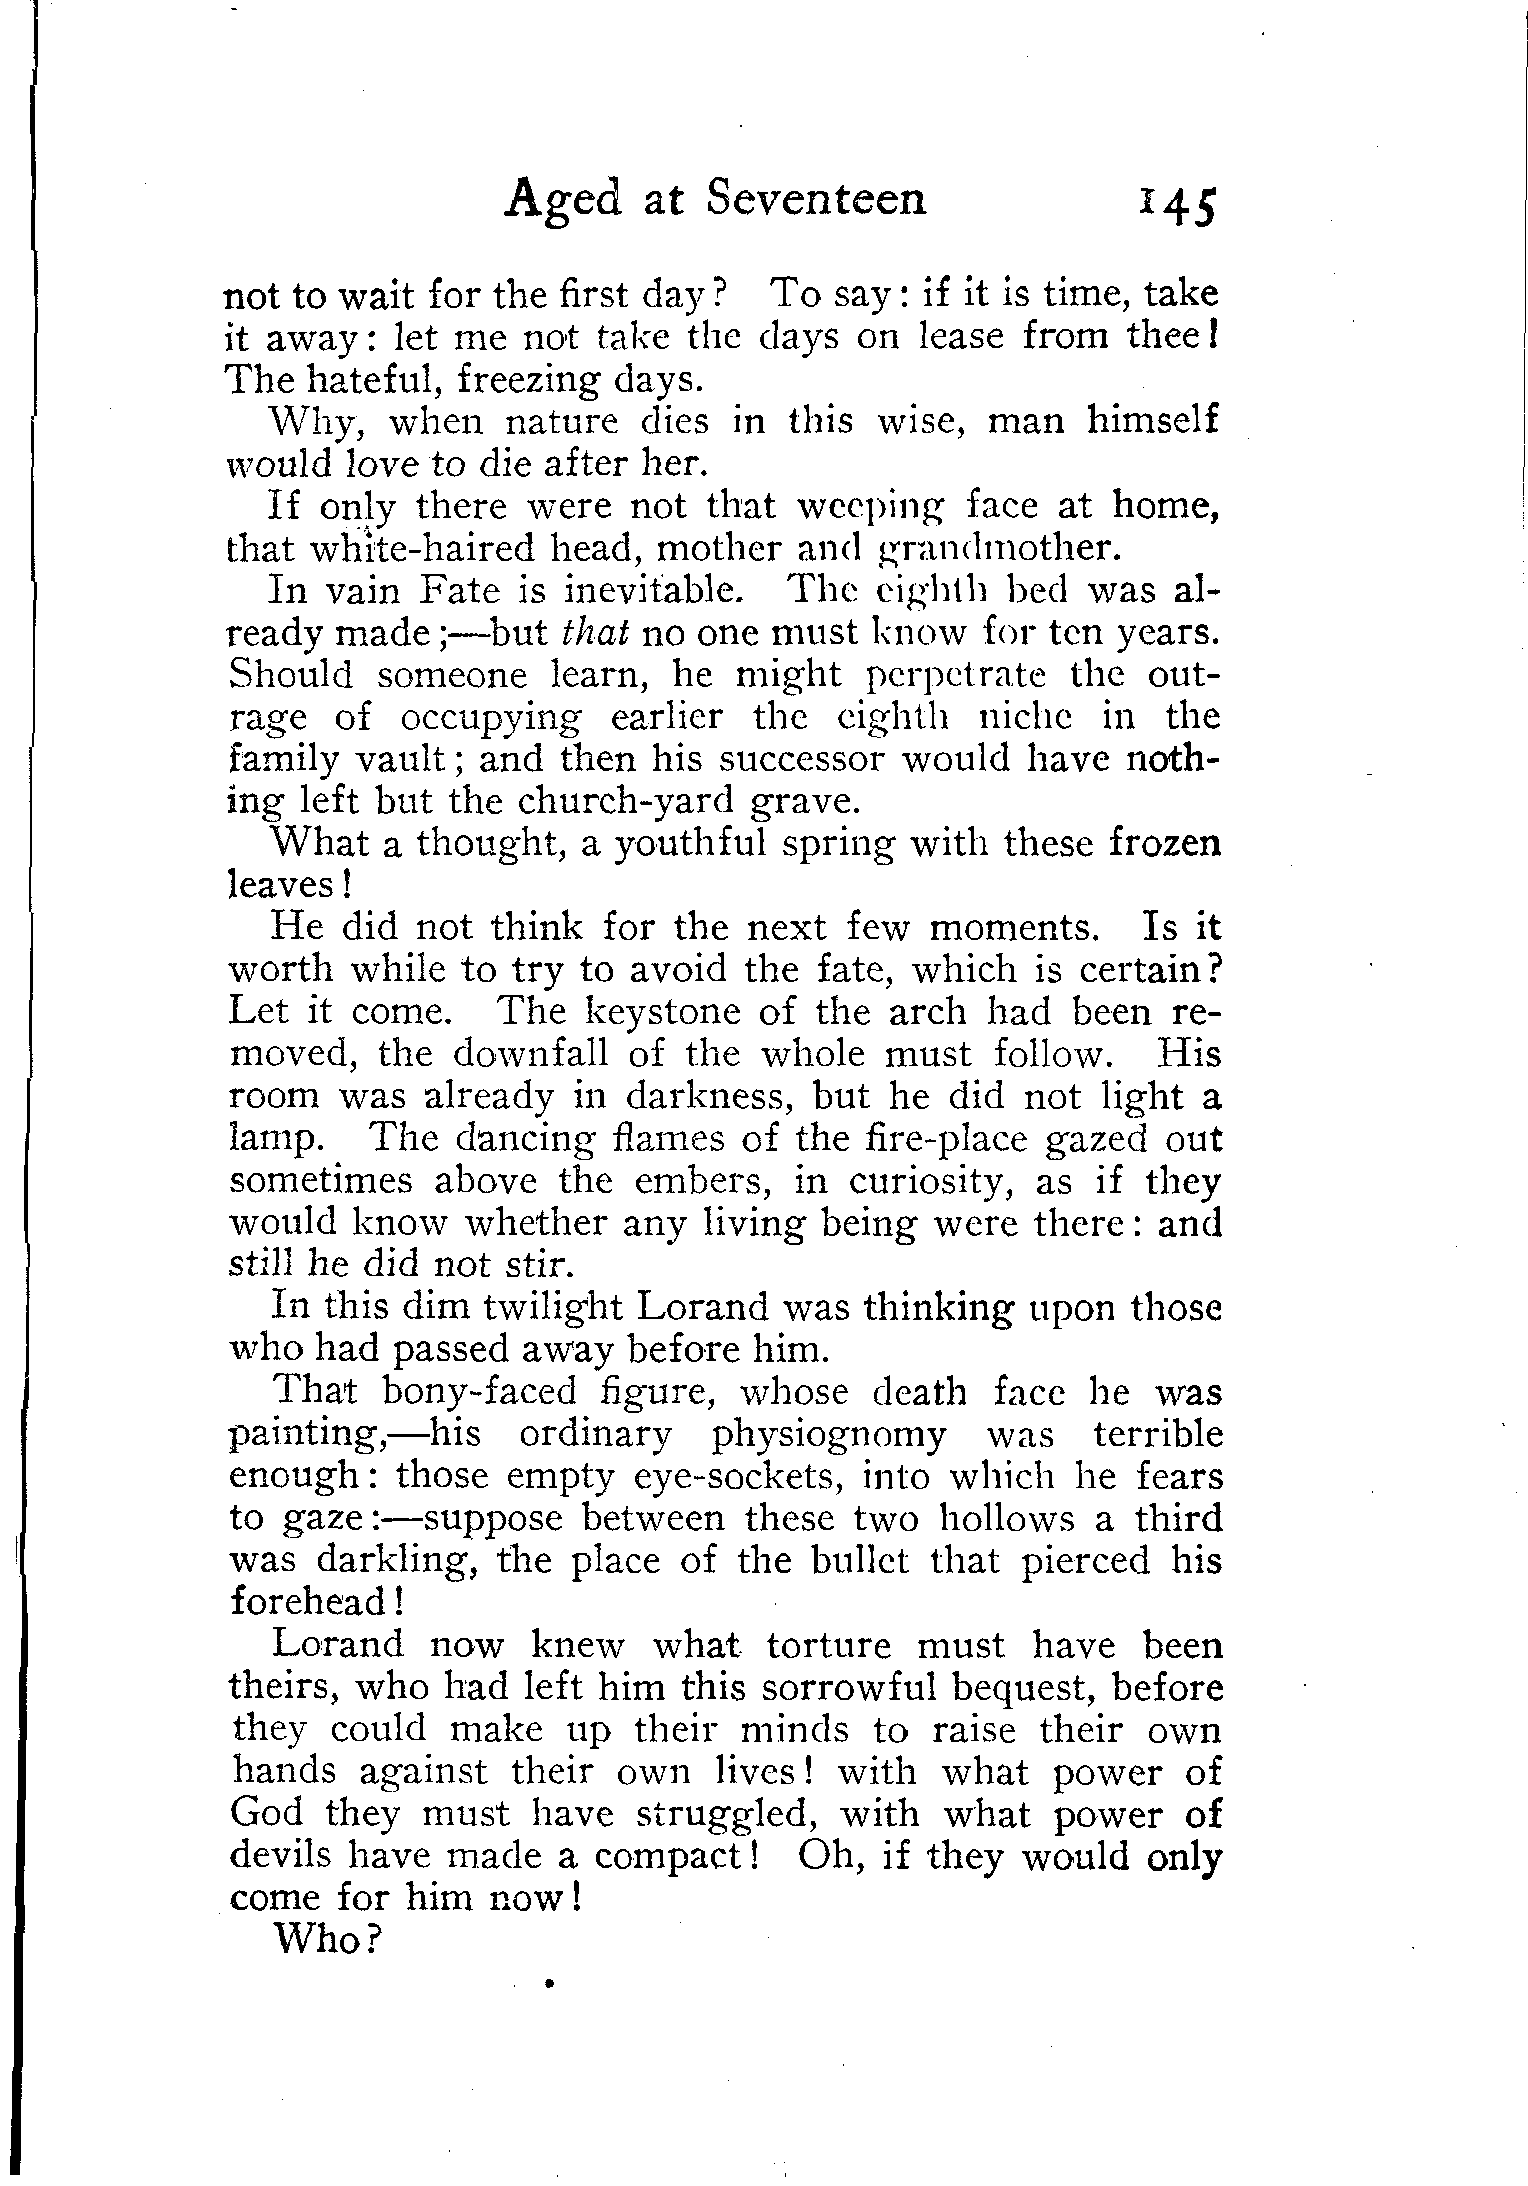 Aged at Seventeen 145
not to wait for the first day? To say: if it is time, take
it away: let me not take the days on lease from thee!
The hateful, freezing days.
Why, when nature dies in this wise, man himself
would love to die after her.
If only there were not that weeping face at home,
that white-haired head, mother and grandmother.
In vain Fate is inevitable. The eighth bed was al-
ready made;—but that no one must know for ten years.
Should someone learn, he might perpetrate the out-
rage of occupying earlier the eighth niche in the
family vault; and then his successor would have noth-
ing left but the church-yard grave.
What a thought, a youthful spring with these frozen
leaves!
He did not think for the next few moments. Is it
worth while to try to avoid the fate, which is certain?
Let it come. The keystone of the arch had been re-
moved, the downfall of the whole must follow. His
room was already in darkness, but he did not light a
lamp. The dancing flames of the fire-place gazed out
sometimes above the embers, in curiosity, as if they
would know whether any living being were there: and
still he did not stir.
In this dim twilight Lorand was thinking upon those
who had passed away before him.
That bony-faced figure, whose death face he was
painting,—his ordinary physiognomy was terrible
enough: those empty eye-sockets, into which he fears
to gaze:—suppose between these two hollows a third
was darkling, the place of the bullet that pierced his
forehead!
Lorand now knew what torture must have been
theirs, who had left him this sorrowful bequest, before
they could make up their minds to raise their own
hands against their own lives! with what power of
God they must have struggled, with what power of
devils have made a compact! Oh, if they would only
come for him now!
Who?